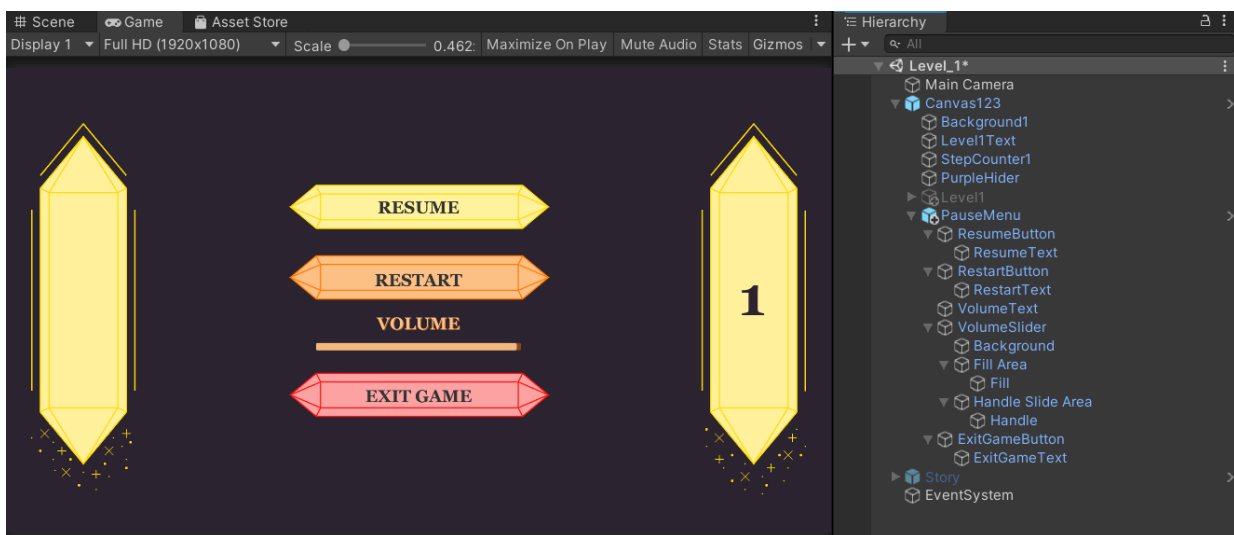 Scene Game Asset Store
Display 1 Full HD (1920x1080) Scale 0.462: Maximize On Play Mute Audio Stats Gizmos
RESUME
RESTART
VOLUME
EXIT GAME
1
Hierarchy
All
Level_1*
Main Camera
Canvas123
Background1
Level1Text
StepCounter1
PurpleHider
Level1
PauseMenu
ResumeButton
ResumeText
RestartButton
RestartText
VolumeText
VolumeSlider
Background
Fill Area
Fill
Handle Slide Area
Handle
ExitGameButton
ExitGameText
Story
EventSystem